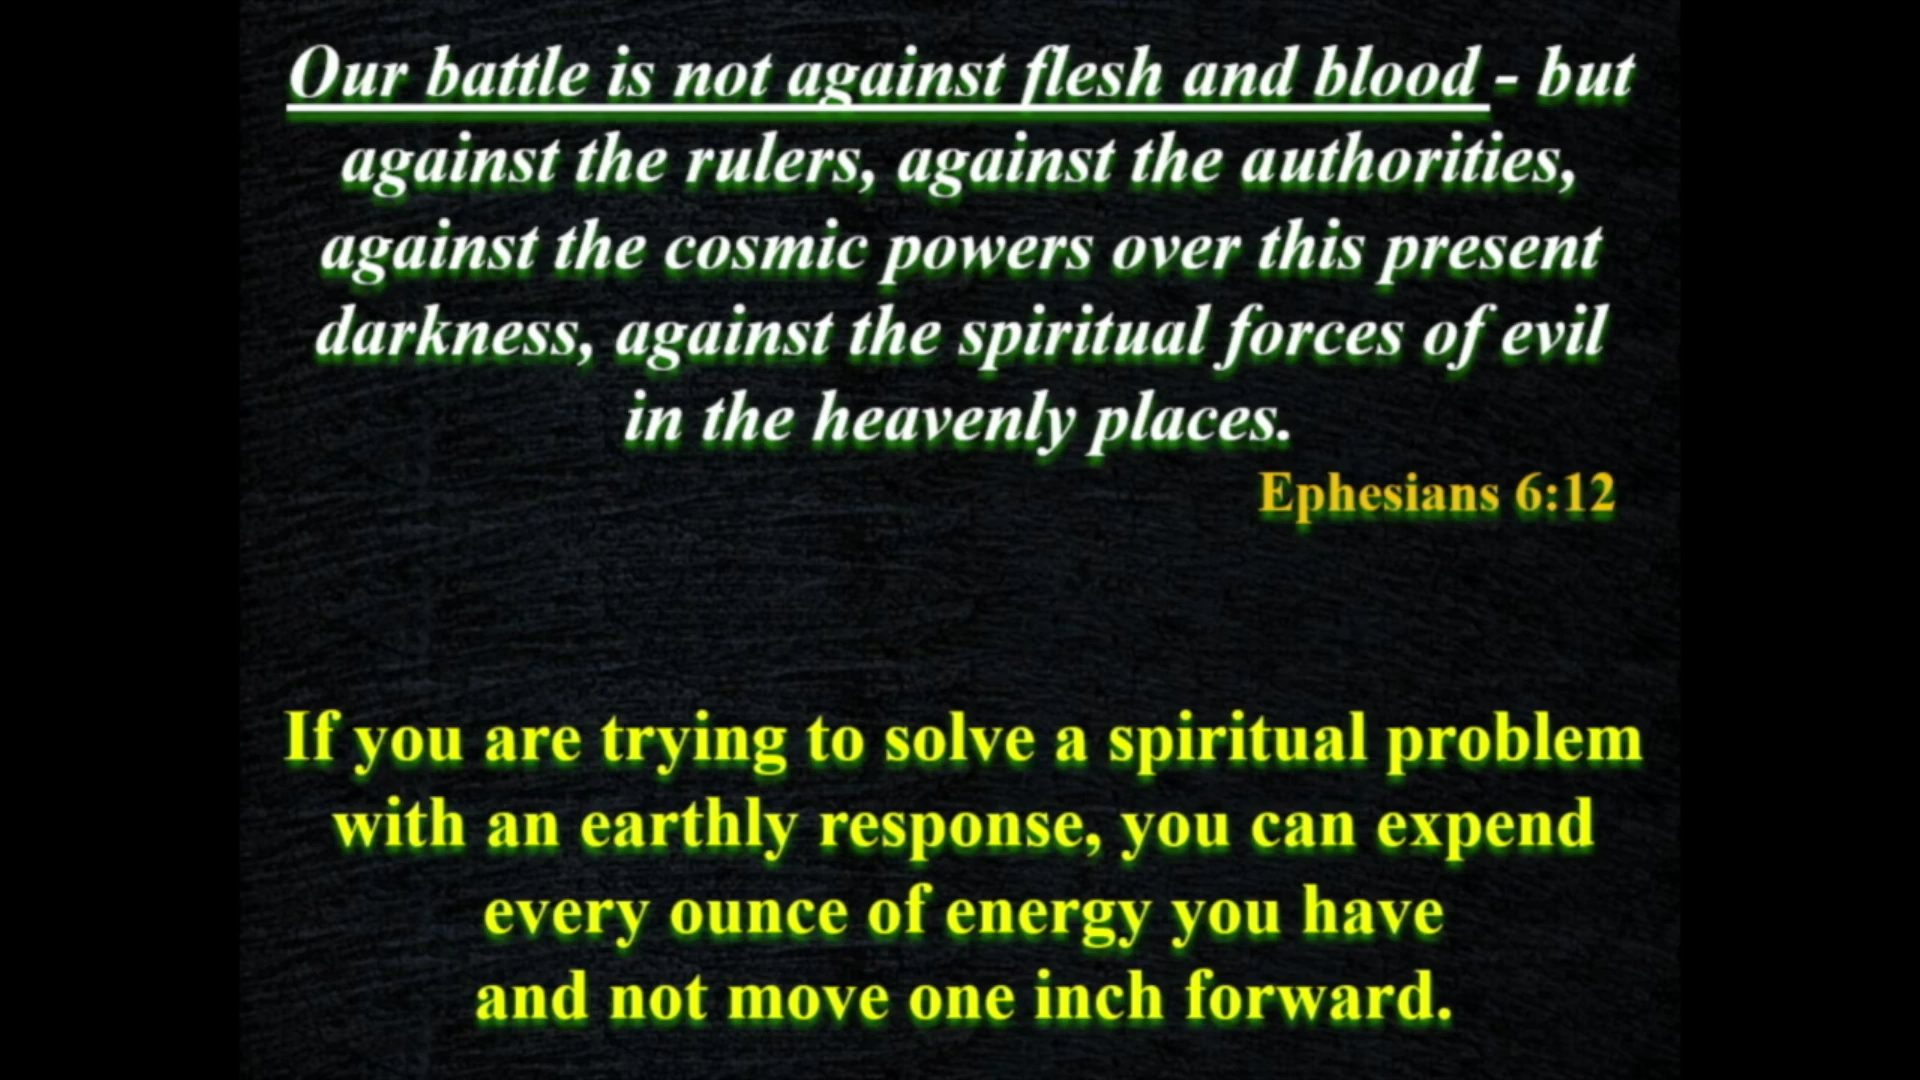 Our battle is not against flesh and blood - but
against the rulers, against the authorities,
against the cosmic powers over this present
darkness, against the spiritual forces of evil
in the heavenly places.
Ephesians 6:12
If you are trying to solve a spiritual problem
with an earthly response, you can expend
every ounce of energy you have
and not move one inch forward.